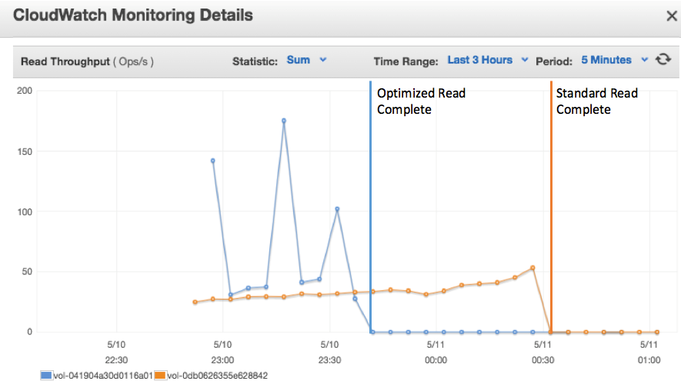 CloudWatch Monitoring Details ×
Read Throughput ( Ops/s ) Statistic: Sum Time Range: Last 3 Hours Period: 5 Minutes
Optimized Read Complete
Standard Read Complete
200
150
100
50
0
5/10 5/10 5/10 5/11 5/11 5/11
22:30 23:00 23:30 00:00 00:30 01:00
vol-041904a30d0116a01 vol-0db0626355e628842